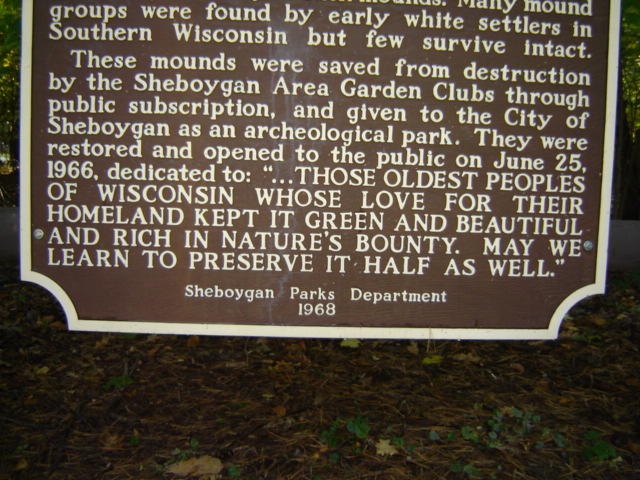 mounds. Many mound
groups were found by early white settlers in
Southern Wisconsin but few survive intact.
These mounds were saved from destruction
by the Sheboygan Area Garden Clubs through
public subscription, and given to the City of
Sheboygan as an archeological park. They were
restored and opened to the public on June 25,
1966, dedicated to: "...THOSE OLDEST PEOPLES
OF WISCONSIN WHOSE LOVE FOR THEIR
HOMELAND KEPT IT GREEN AND BEAUTIFUL
AND RICH IN NATURE'S BOUNTY. MAY WE
LEARN TO PRESERVE IT HALF AS WELL."
Sheboygan Parks Department
1968